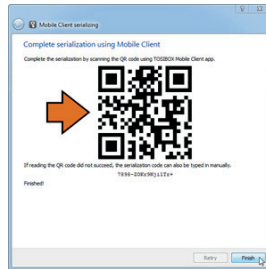 Mobile Client serializing
Complete serialization using Mobile Client
Complete the serialization by scanning the QR code using TOSIBOX Mobile Client app.
If reading the QR code did not succeed, the serialization code can also be typed in manually.
Finished!
Retry
Finish